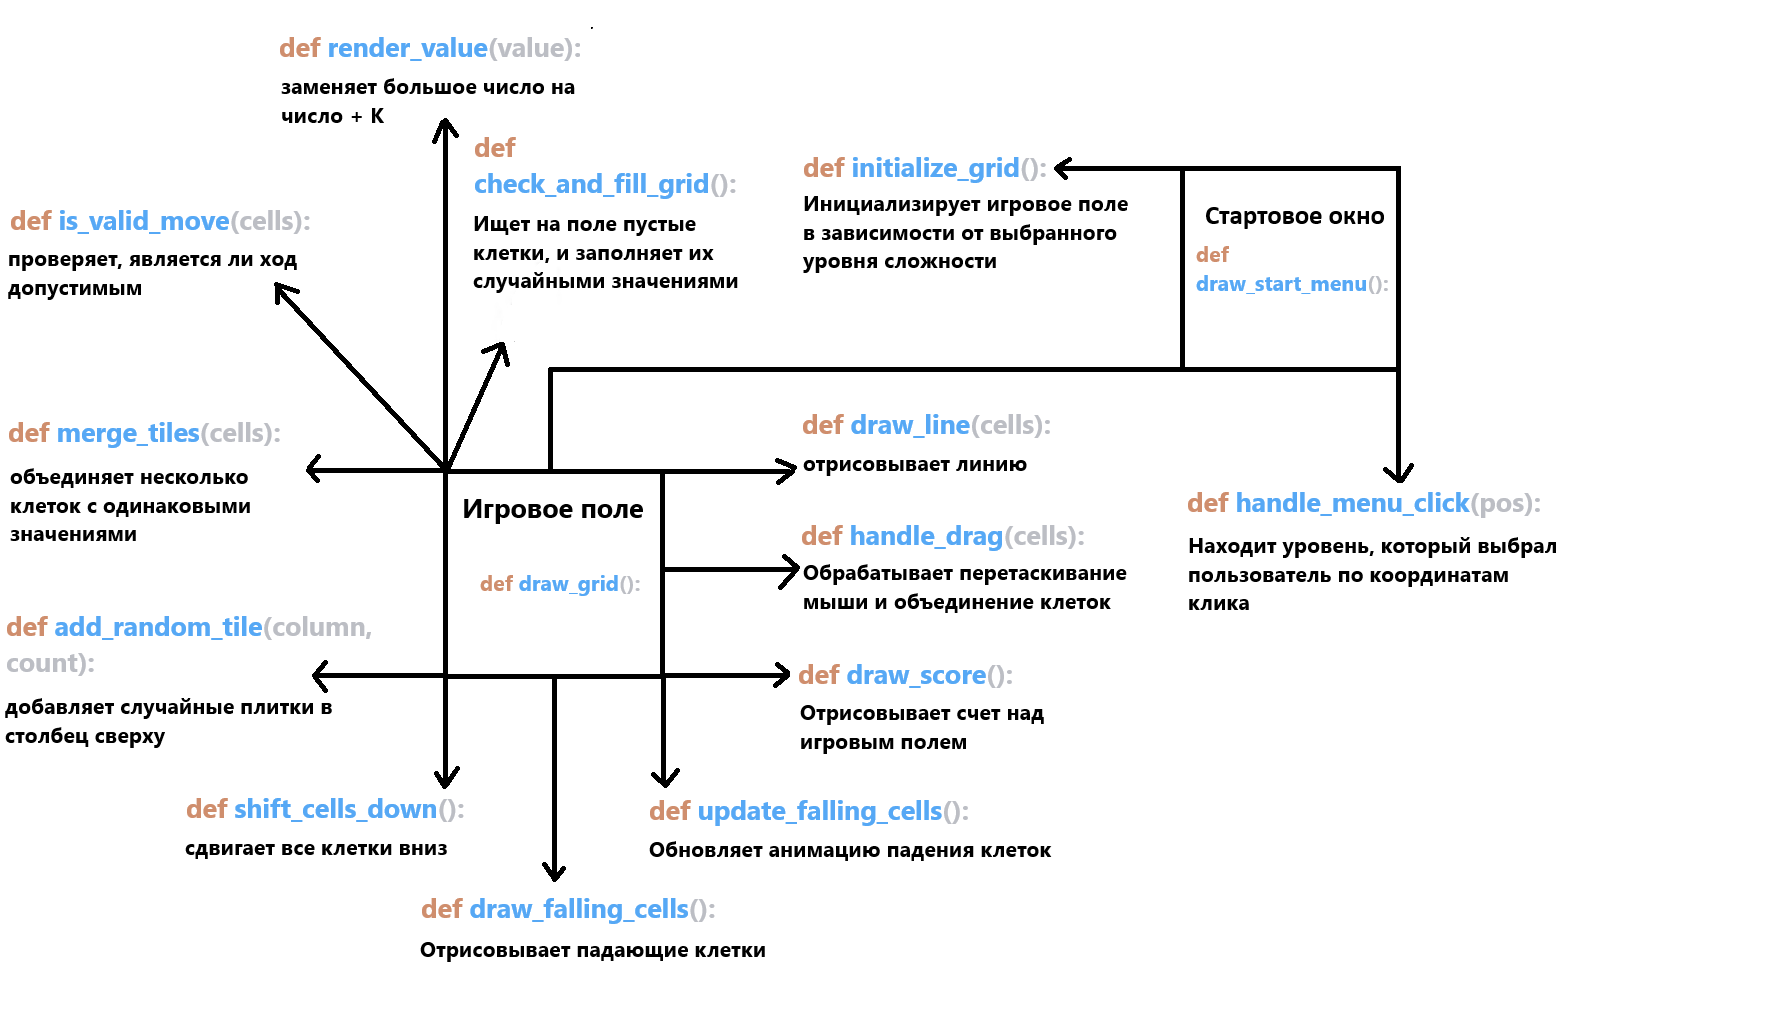 def render_value(value):
заменяет большое число на
число + К
def
check_and_fill_grid():
Ищет на поле пустые
клетки, и заполняет их
случайными значениями
def initialize_grid():
Инициализирует игровое поле
в зависимости от выбранного
уровня сложности
Стартовое окно
def
draw_start_menu():
def is_valid_move(cells):
проверяет, является ли ход
допустимым
def merge_tiles(cells):
объединяет несколько
клеток с одинаковыми
значениями
def draw_line(cells):
отрисовывает линию
Игровое поле
def draw_grid():
def handle_drag(cells):
Обрабатывает перетаскивание
мыши и объединение клеток
def handle_menu_click(pos):
Находит уровень, который выбрал
пользователь по координатам
клика
def add_random_tile(column,
count):
добавляет случайные плитки в
столбец сверху
def draw_score():
Отрисовывает счет над
игровым полем
def shift_cells_down():
сдвигает все клетки вниз
def update_falling_cells():
Обновляет анимацию падения клеток
def draw_falling_cells():
Отрисовывает падающие клетки